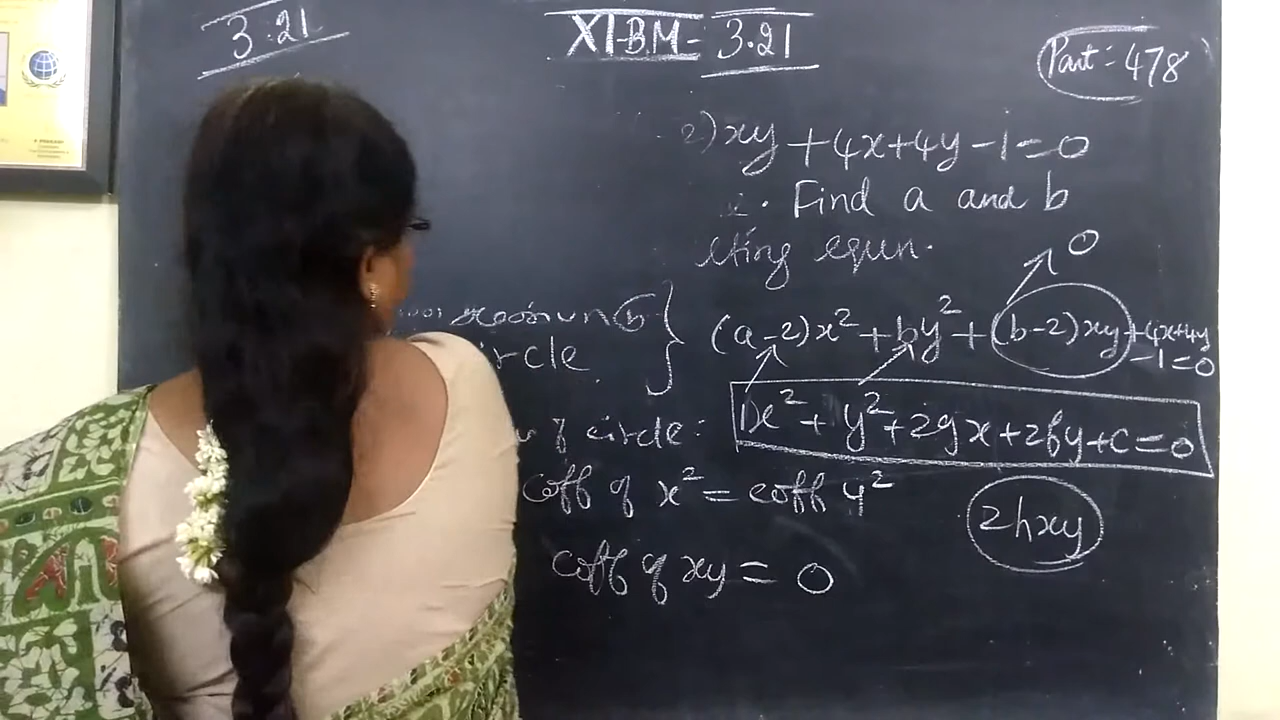 3.21
XI-B.M- 3.21
Part:- 478
2)xy+4x+4y-1=0
. Find a and b
eting equn.
(a-2)x²+by²+(b-2)xy+4x+4y
-1=0
0
ircle
1x²+y²+2gx+2fy+c=0
of circle:
coff of x² = coff y²
2hxy
coff of xy = 0